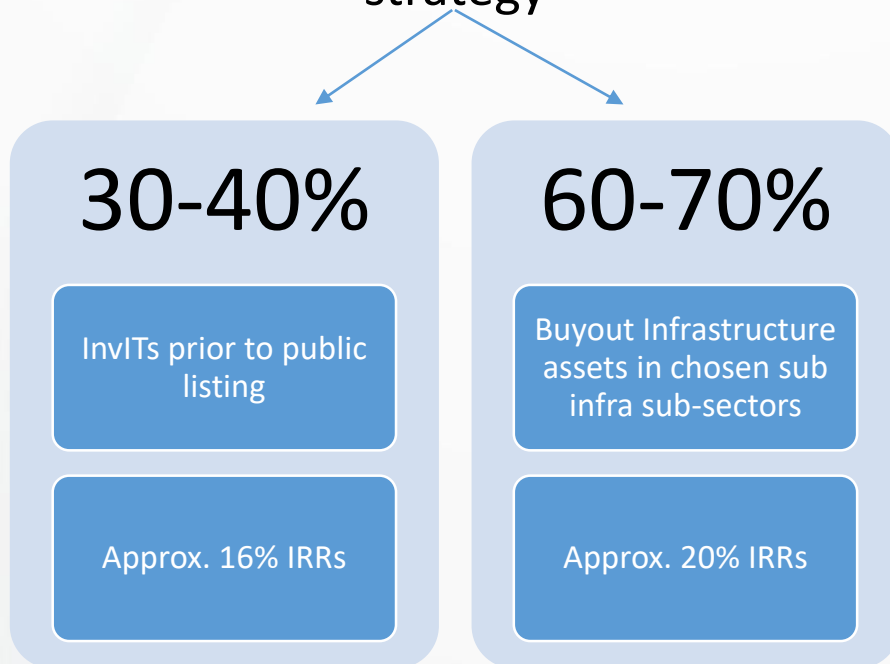 strategy
30-40%
InvITs prior to public
listing
Approx. 16% IRRs
60-70%
Buyout Infrastructure
assets in chosen sub
infra sub-sectors
Approx. 20% IRRs